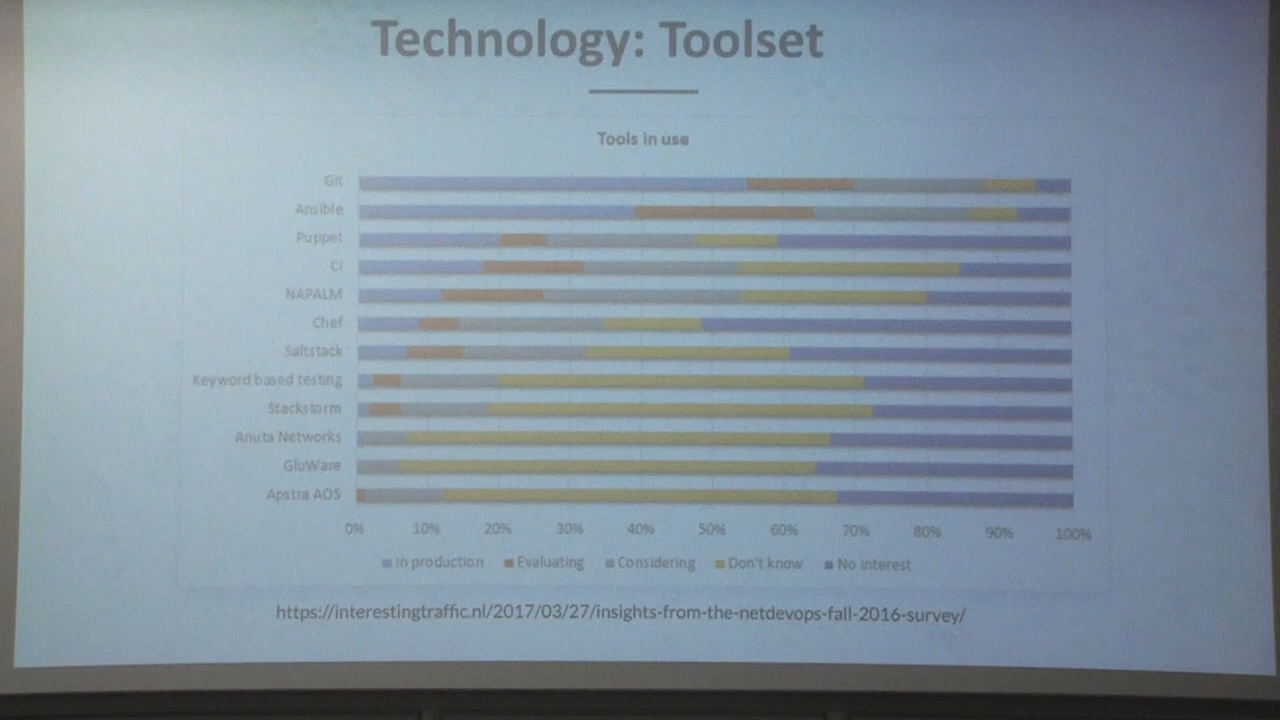 Technology: Toolset
Tools in use
Git
Ansible
Puppet
CI
NAPALM
Chef
Saltstack
Keyword based testing
Stackstorm
Anuta Networks
GluWare
Apstra AOS
0% 10% 20% 30% 40% 50% 60% 70% 80% 90% 100%
In production Evaluating Considering Don't know No interest
https://interestingtraffic.nl/2017/03/27/insights-from-the-netdevops-fall-2016-survey/